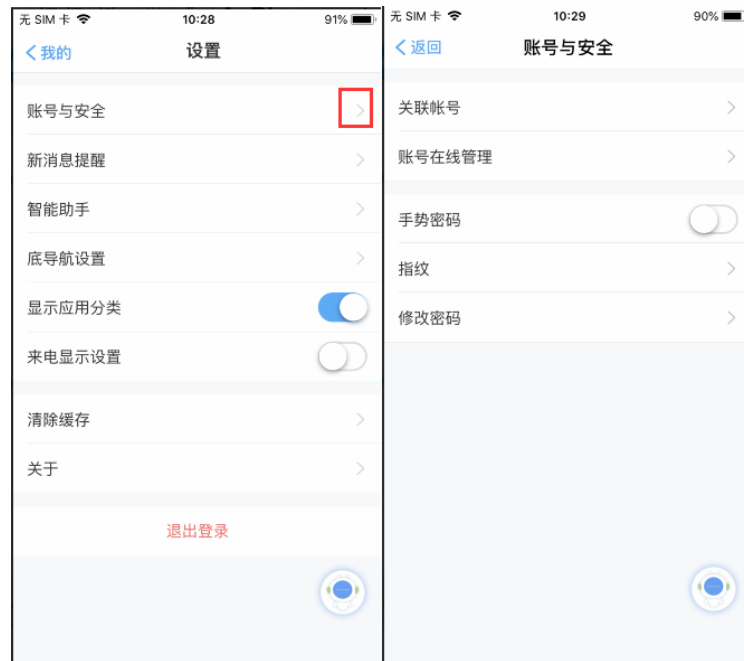 无 SIM 卡 10:28 91%
我的 设置
账号与安全
新消息提醒
智能助手
底导航设置
显示应用分类
来电显示设置
清除缓存
关于
退出登录
无 SIM 卡 10:29 90%
返回 账号与安全
关联帐号
账号在线管理
手势密码
指纹
修改密码